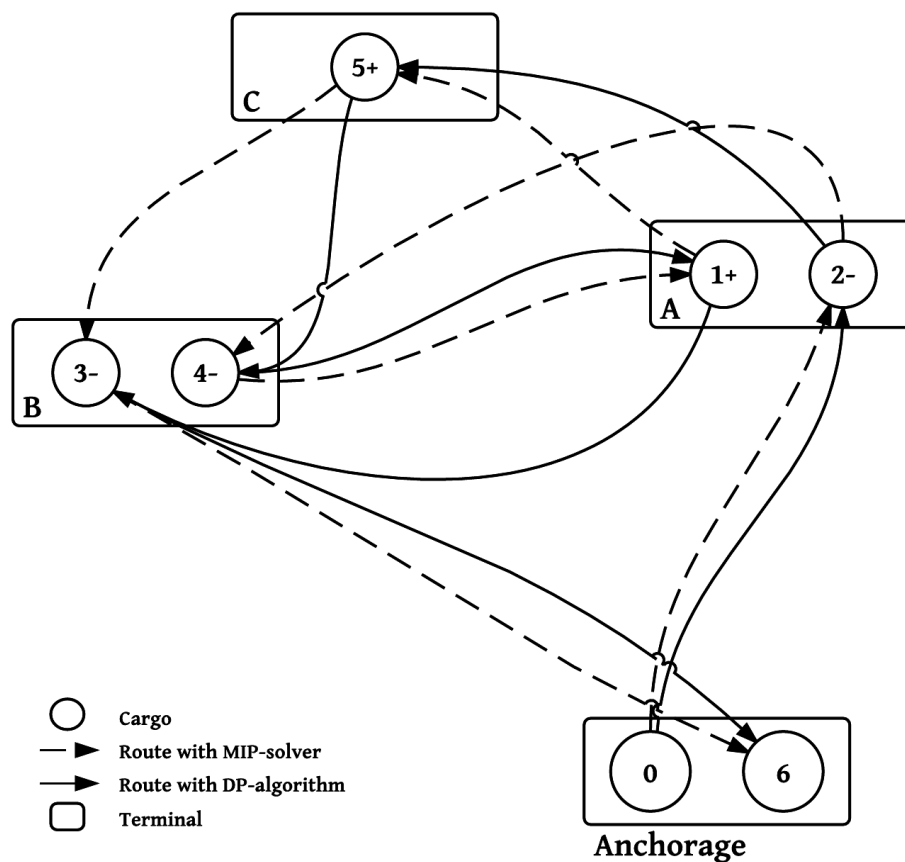 5+
C
1+
2-
A
3-
4-
B
Cargo
Route with MIP-solver
Route with DP-algorithm
Terminal
0
6
Anchorage